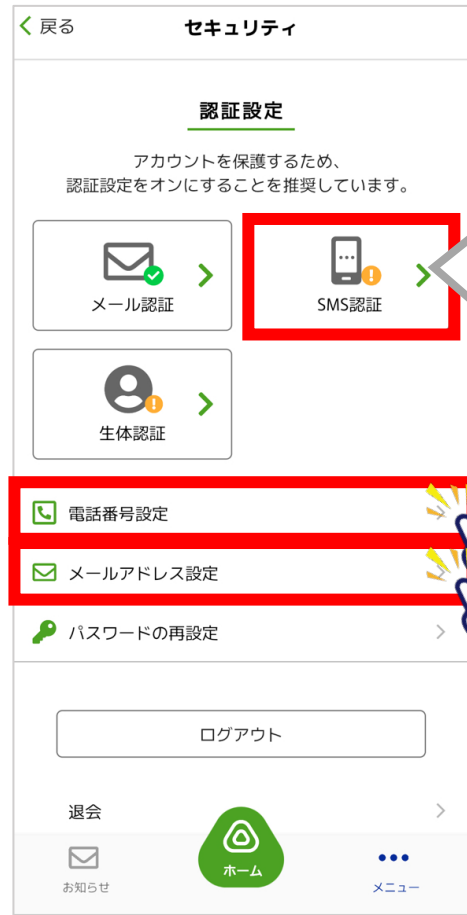 戻る
セキュリティ
認証設定
アカウントを保護するため、
認証設定をオンにすることを推奨しています。
メール認証
SMS認証
生体認証
電話番号設定
メールアドレス設定
パスワードの再設定
ログアウト
退会
お知らせ
ホーム
メニュー